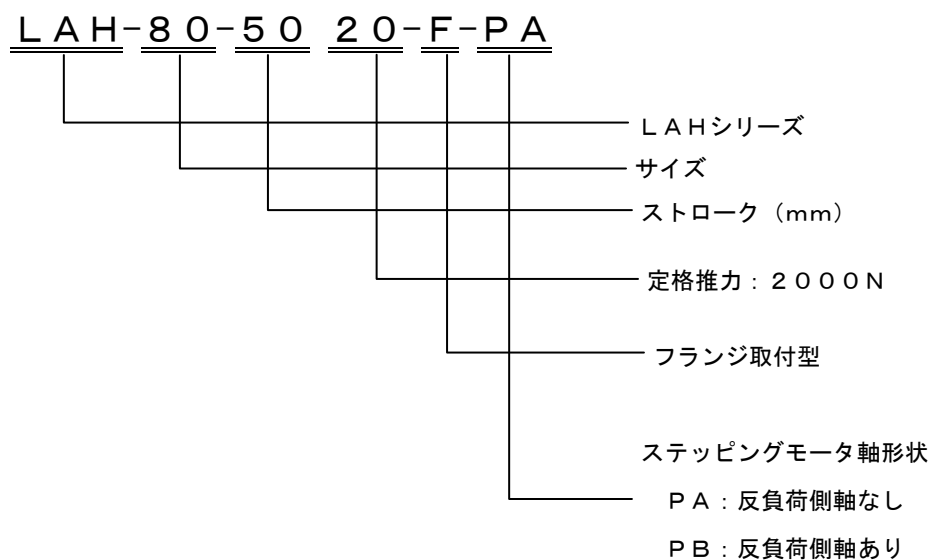 ＬＡＨ-８０-５０ ２０-Ｆ-ＰＡ
ＬＡＨシリーズ
サイズ
ストローク（ｍｍ）
定格推力：２０００Ｎ
フランジ取付型
ステッピングモータ軸形状
ＰＡ：反負荷側軸なし
ＰＢ：反負荷側軸あり